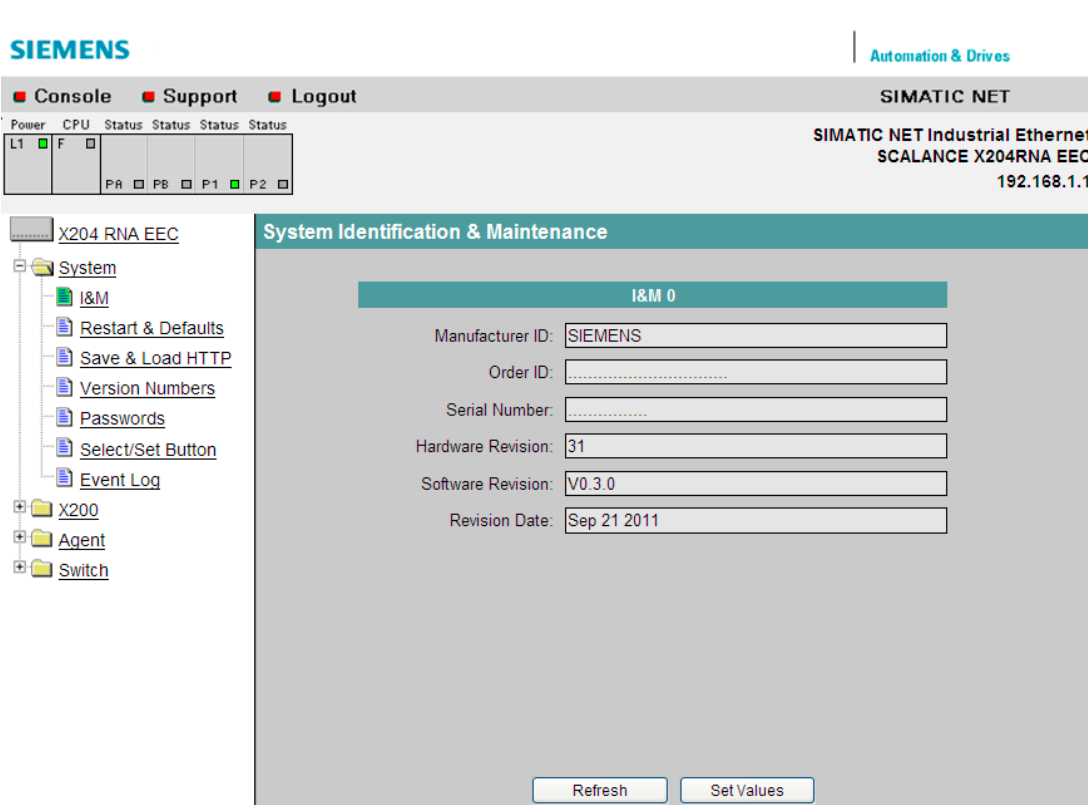 SIEMENS
Automation & Drives
Console Support Logout SIMATIC NET
Power CPU Status Status Status Status
L1 F
PA PB P1 P2
SIMATIC NET Industrial Ethernet
SCALANCE X204RNA EEC
192.168.1.1
X204 RNA EEC
System Identification & Maintenance
System
I&M
Restart & Defaults
Save & Load HTTP
Version Numbers
Passwords
Select/Set Button
Event Log
X200
Agent
Switch
I&M 0
Manufacturer ID: SIEMENS
Order ID: ................................
Serial Number: ................
Hardware Revision: 31
Software Revision: V0.3.0
Revision Date: Sep 21 2011
Refresh Set Values